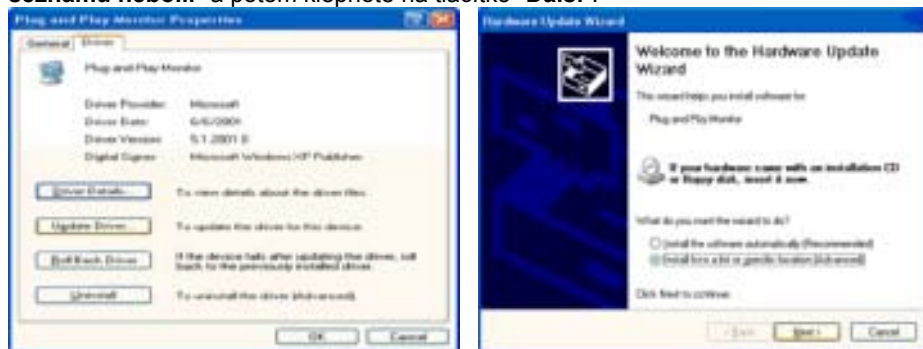 seznamu nebo..." a potom klepněte na tlačítko "Další".
Plug and Play Monitor Properties
General Driver
Plug and Play Monitor
Driver Provider: Microsoft
Driver Date: 6/6/2001
Driver Version: 5.1.2001.0
Digital Signer: Microsoft Windows XP Publisher
Driver Details... To view details about the driver files.
Update Driver... To update the driver for this device.
Roll Back Driver If the device fails after updating the driver, roll
back to the previously installed driver.
Uninstall To uninstall the driver (Advanced).
OK Cancel
Hardware Update Wizard
Welcome to the Hardware Update
Wizard
This wizard helps you install software for:
Plug and Play Monitor
If your hardware came with an installation CD
or floppy disk, insert it now.
What do you want the wizard to do?
Install the software automatically (Recommended)
Install from a list or specific location (Advanced)
Click Next to continue.
< Back Next > Cancel